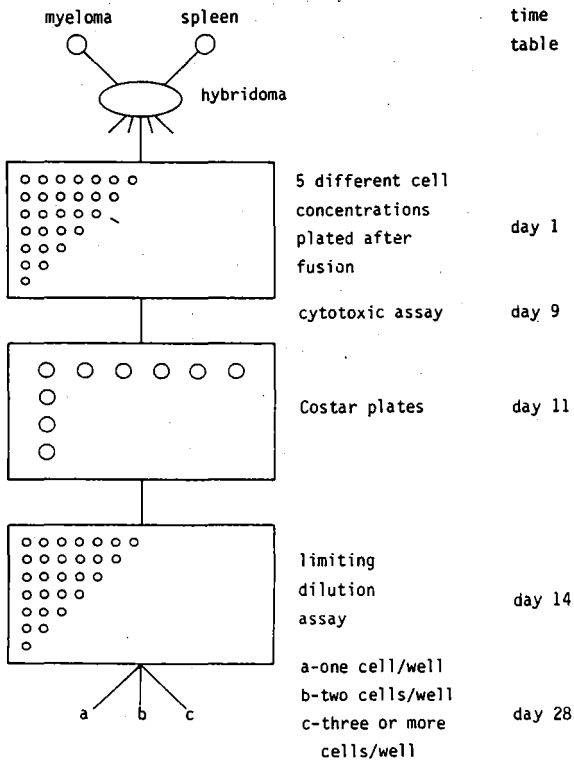 myeloma spleen time
table
hybridoma
5 different cell
concentrations
plated after
fusion
day 1
cytotoxic assay day 9
Costar plates day 11
limiting
dilution
assay
day 14
a-one cell/well
b-two cells/well
c-three or more
cells/well
day 28
a b c